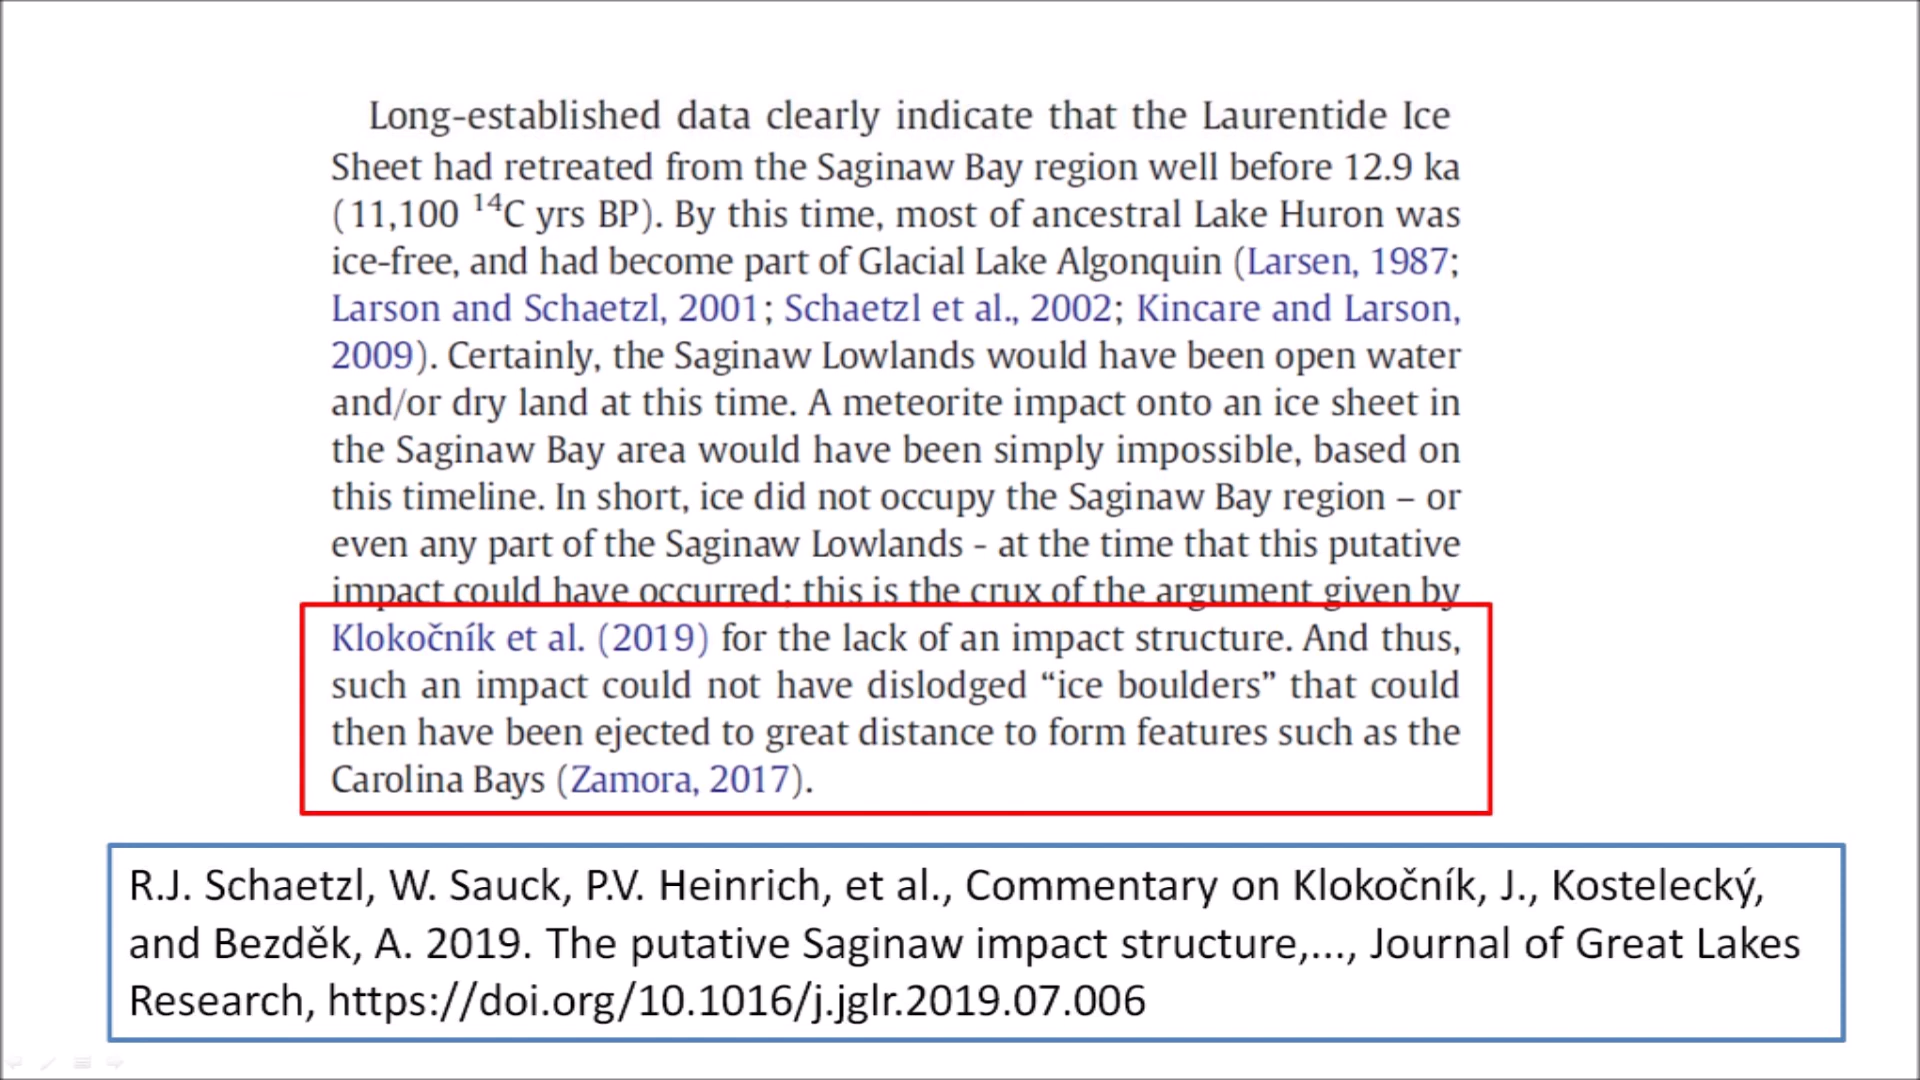 Long-established data clearly indicate that the Laurentide Ice
Sheet had retreated from the Saginaw Bay region well before 12.9 ka
(11,100 ¹⁴C yrs BP). By this time, most of ancestral Lake Huron was
ice-free, and had become part of Glacial Lake Algonquin (Larsen, 1987;
Larson and Schaetzl, 2001; Schaetzl et al., 2002; Kincare and Larson,
2009). Certainly, the Saginaw Lowlands would have been open water
and/or dry land at this time. A meteorite impact onto an ice sheet in
the Saginaw Bay area would have been simply impossible, based on
this timeline. In short, ice did not occupy the Saginaw Bay region – or
even any part of the Saginaw Lowlands - at the time that this putative
impact could have occurred; this is the crux of the argument given by
Klokočník et al. (2019) for the lack of an impact structure. And thus,
such an impact could not have dislodged “ice boulders” that could
then have been ejected to great distance to form features such as the
Carolina Bays (Zamora, 2017).
R.J. Schaetzl, W. Sauck, P.V. Heinrich, et al., Commentary on Klokočník, J., Kostelecký,
and Bezděk, A. 2019. The putative Saginaw impact structure,..., Journal of Great Lakes
Research, https://doi.org/10.1016/j.jglr.2019.07.006